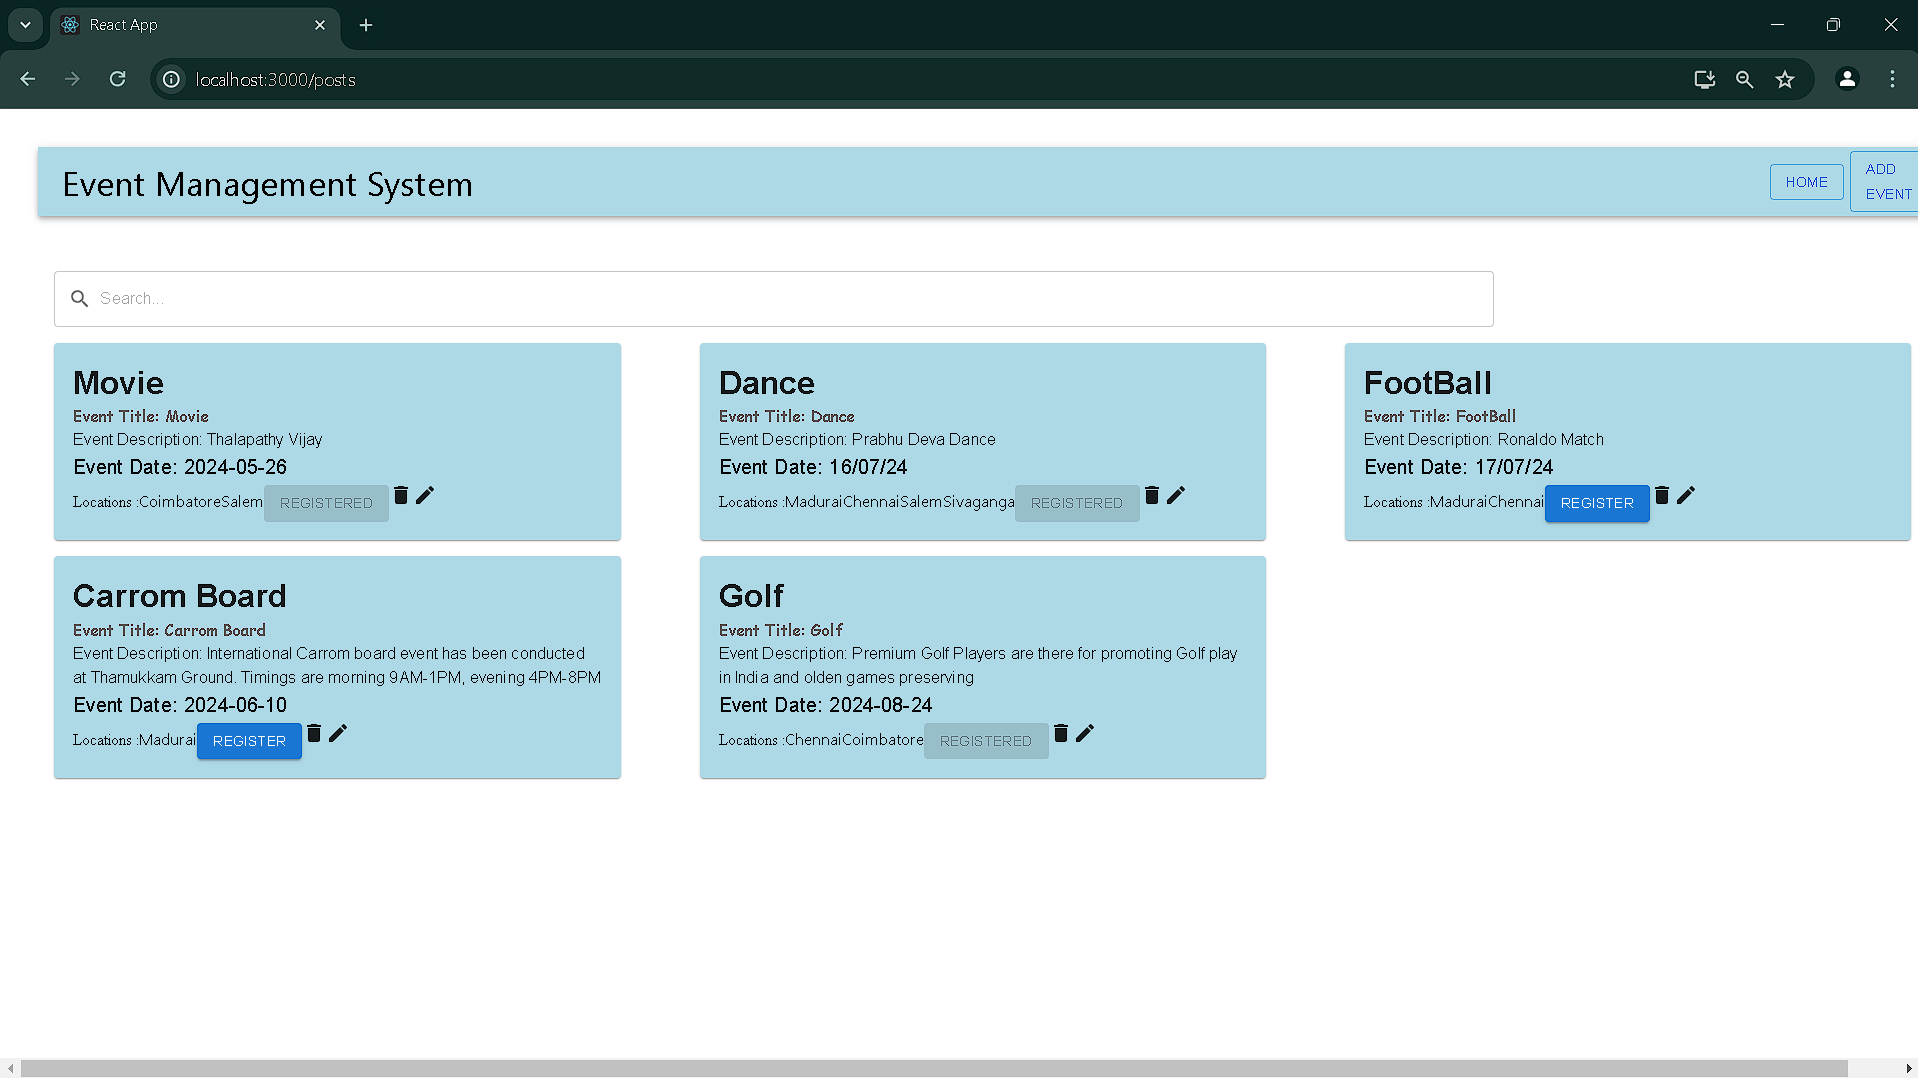 React App
localhost:3000/posts
Event Management System
HOME
ADD
EVENT
Search...
Movie
Event Title: Movie
Event Description: Thalapathy Vijay
Event Date: 2024-05-26
Locations :CoimbatoreSalem REGISTERED
Dance
Event Title: Dance
Event Description: Prabhu Deva Dance
Event Date: 16/07/24
Locations :MaduraiChennaiSalemSivaganga REGISTERED
FootBall
Event Title: FootBall
Event Description: Ronaldo Match
Event Date: 17/07/24
Locations :MaduraiChennai REGISTER
Carrom Board
Event Title: Carrom Board
Event Description: International Carrom board event has been conducted
at Thamukkam Ground. Timings are morning 9AM-1PM, evening 4PM-8PM
Event Date: 2024-06-10
Locations :Madurai REGISTER
Golf
Event Title: Golf
Event Description: Premium Golf Players are there for promoting Golf play
in India and olden games preserving
Event Date: 2024-08-24
Locations :ChennaiCoimbatore REGISTERED